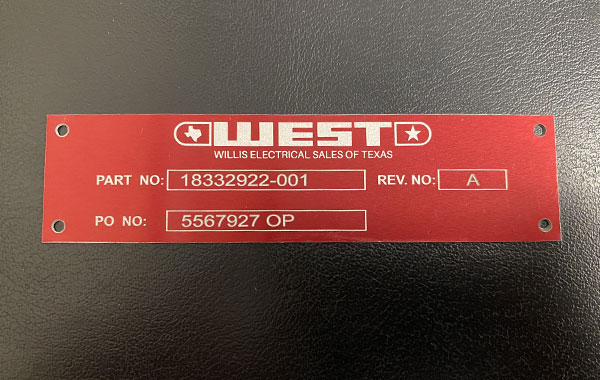 WEST
WILLIS ELECTRICAL SALES OF TEXAS
PART NO: 18332922-001 REV. NO: A
PO NO: 5567927 OP